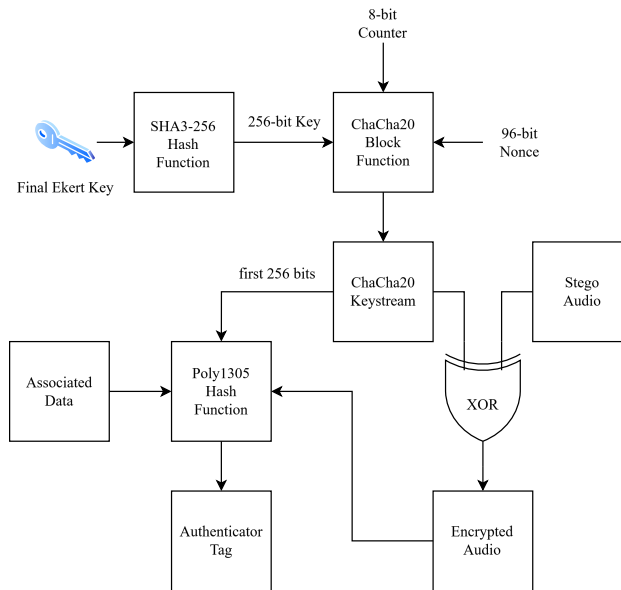 8-bit
Counter
SHA3-256
Hash
Function
256-bit Key
ChaCha20
Block
Function
96-bit
Nonce
Final Ekert Key
first 256 bits
ChaCha20
Keystream
Stego
Audio
Associated
Data
Poly1305
Hash
Function
XOR
Authenticator
Tag
Encrypted
Audio